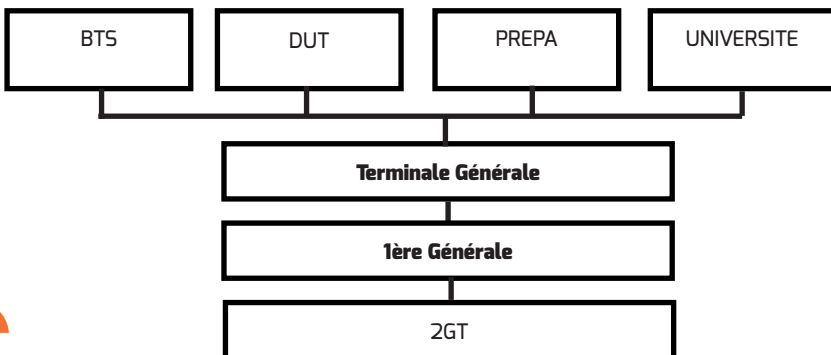 BTS
DUT
PREPA
UNIVERSITE
Terminale Générale
1ère Générale
2GT